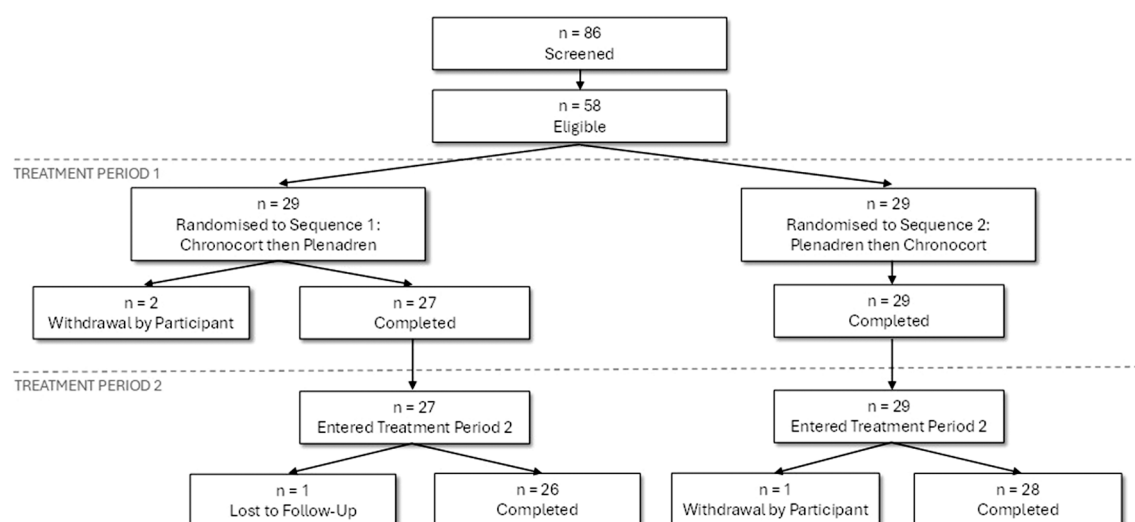 n = 86
Screened
n = 58
Eligible
TREATMENT PERIOD 1
n = 29
Randomised to Sequence 1:
Chronocort then Plenadren
n = 29
Randomised to Sequence 2:
Plenadren then Chronocort
n = 2
Withdrawal by Participant
n = 27
Completed
n = 29
Completed
TREATMENT PERIOD 2
n = 27
Entered Treatment Period 2
n = 29
Entered Treatment Period 2
n = 1
Lost to Follow-Up
n = 26
Completed
n = 1
Withdrawal by Participant
n = 28
Completed